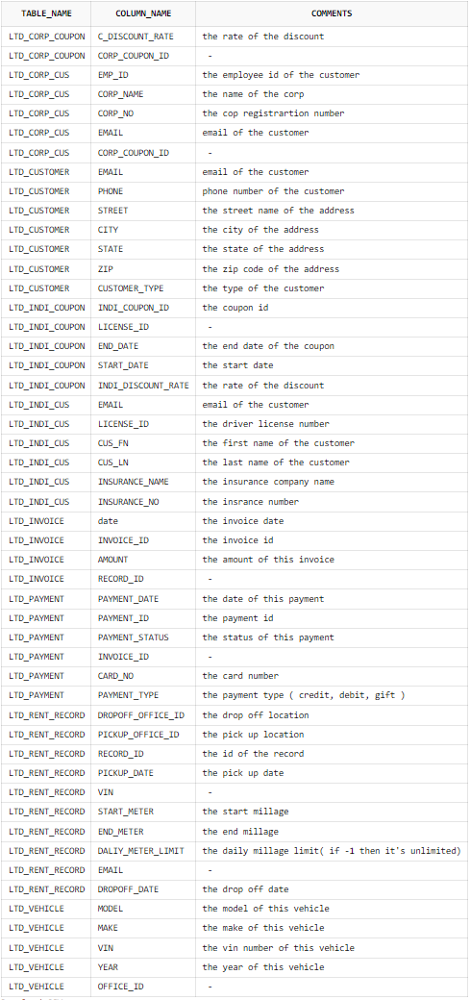 TABLE_NAME COLUMN_NAME COMMENTS
LTD_CORP_COUPON C_DISCOUNT_RATE the rate of the discount
LTD_CORP_COUPON CORP_COUPON_ID -
LTD_CORP_CUS EMP_ID the employee id of the customer
LTD_CORP_CUS CORP_NAME the name of the corp
LTD_CORP_CUS CORP_NO the cop registrartion number
LTD_CORP_CUS EMAIL email of the customer
LTD_CORP_CUS CORP_COUPON_ID -
LTD_CUSTOMER EMAIL email of the customer
LTD_CUSTOMER PHONE phone number of the customer
LTD_CUSTOMER STREET the street name of the address
LTD_CUSTOMER CITY the city of the address
LTD_CUSTOMER STATE the state of the address
LTD_CUSTOMER ZIP the zip code of the address
LTD_CUSTOMER CUSTOMER_TYPE the type of the customer
LTD_INDI_COUPON INDI_COUPON_ID the coupon id
LTD_INDI_COUPON LICENSE_ID -
LTD_INDI_COUPON END_DATE the end date of the coupon
LTD_INDI_COUPON START_DATE the start date
LTD_INDI_COUPON INDI_DISCOUNT_RATE the rate of the discount
LTD_INDI_CUS EMAIL email of the customer
LTD_INDI_CUS LICENSE_ID the driver license number
LTD_INDI_CUS CUS_FN the first name of the customer
LTD_INDI_CUS CUS_LN the last name of the customer
LTD_INDI_CUS INSURANCE_NAME the insurance company name
LTD_INDI_CUS INSURANCE_NO the insrance number
LTD_INVOICE date the invoice date
LTD_INVOICE INVOICE_ID the invoice id
LTD_INVOICE AMOUNT the amount of this invoice
LTD_INVOICE RECORD_ID -
LTD_PAYMENT PAYMENT_DATE the date of this payment
LTD_PAYMENT PAYMENT_ID the payment id
LTD_PAYMENT PAYMENT_STATUS the status of this payment
LTD_PAYMENT INVOICE_ID -
LTD_PAYMENT CARD_NO the card number
LTD_PAYMENT PAYMENT_TYPE the payment type ( credit, debit, gift )
LTD_RENT_RECORD DROPOFF_OFFICE_ID the drop off location
LTD_RENT_RECORD PICKUP_OFFICE_ID the pick up location
LTD_RENT_RECORD RECORD_ID the id of the record
LTD_RENT_RECORD PICKUP_DATE the pick up date
LTD_RENT_RECORD VIN -
LTD_RENT_RECORD START_METER the start millage
LTD_RENT_RECORD END_METER the end millage
LTD_RENT_RECORD DALIY_METER_LIMIT the daily millage limit( if -1 then it's unlimited)
LTD_RENT_RECORD EMAIL -
LTD_RENT_RECORD DROPOFF_DATE the drop off date
LTD_VEHICLE MODEL the model of this vehicle
LTD_VEHICLE MAKE the make of this vehicle
LTD_VEHICLE VIN the vin number of this vehicle
LTD_VEHICLE YEAR the year of this vehicle
LTD_VEHICLE OFFICE_ID -